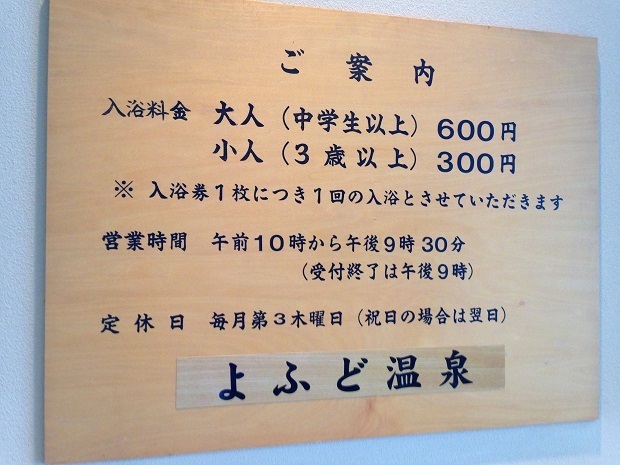 ご案内
入浴料金 大人（中学生以上）600円
小人（3歳以上）300円
※ 入浴券1枚につき1回の入浴とさせていただきます
営業時間 午前10時から午後9時30分
（受付終了は午後9時）
定休日 毎月第3木曜日（祝日の場合は翌日）
よふど温泉